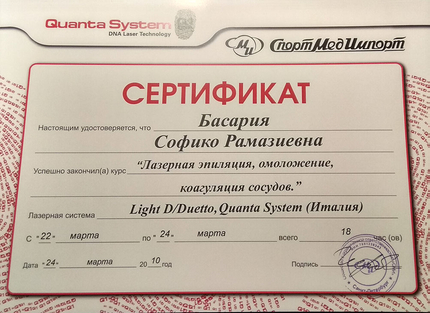 Quanta System
DNA Laser Technology
СпортМедИмпорт
СЕРТИФИКАТ
Настоящим удостоверяется, что Басария
Софико Рамазиевна
Успешно закончил(а) курс "Лазерная эпиляция, омоложение,
коагуляция сосудов."
Лазерная система Light D/Duetto, Quanta System (Италия)
С «22» марта по «24» марта всего 18 час (ов)
Дата «24» марта 2010 год Подпись
Санкт-Петербург